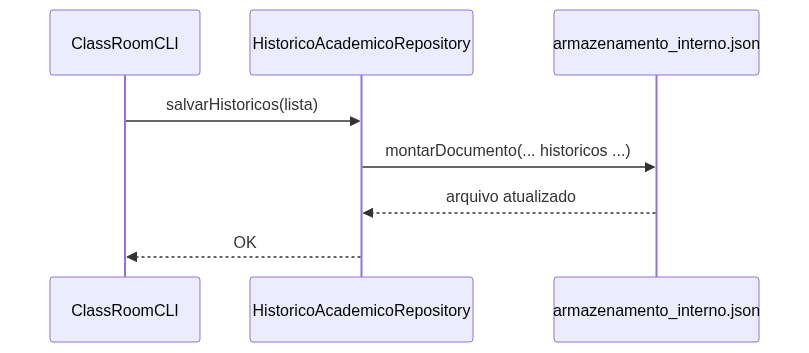 ClassRoomCLI
HistoricoAcademicoRepository
armazenamento_interno.json
salvarHistoricos(lista)
montarDocumento(... historicos ...)
arquivo atualizado
OK
ClassRoomCLI
HistoricoAcademicoRepository
armazenamento_interno.json